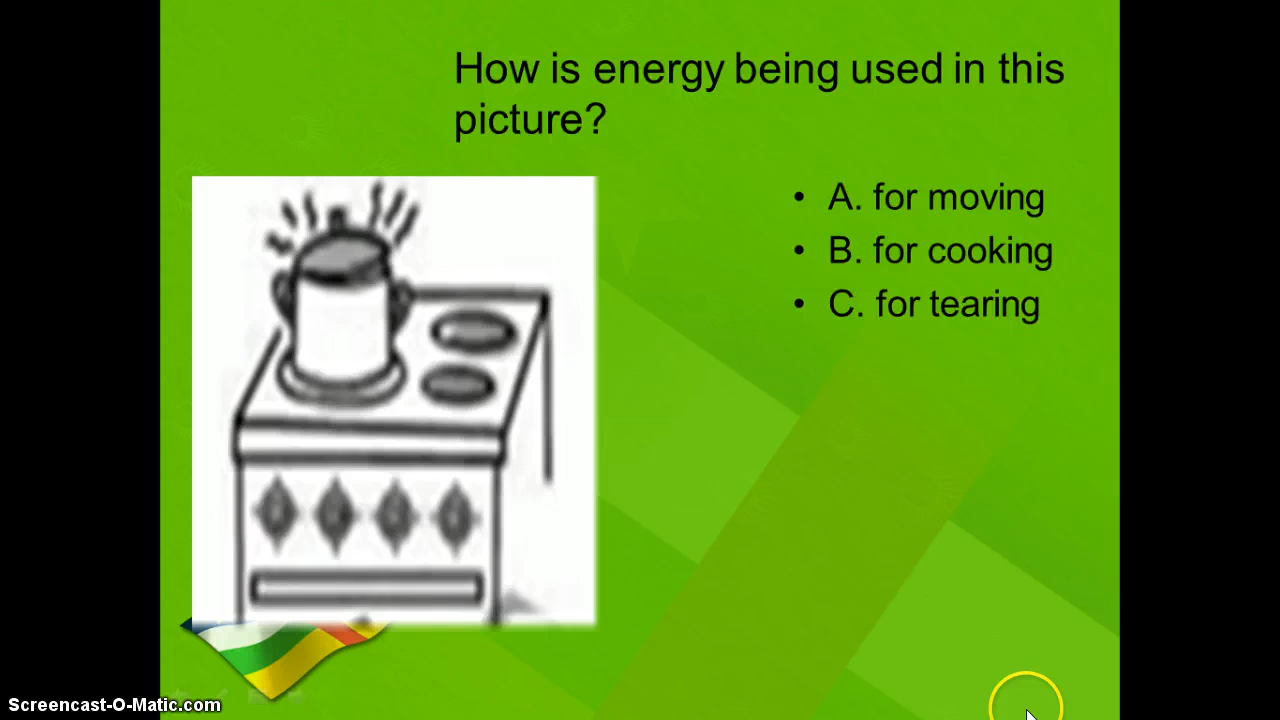 How is energy being used in this
picture?
• A. for moving
• B. for cooking
• C. for tearing
Screencast-O-Matic.com